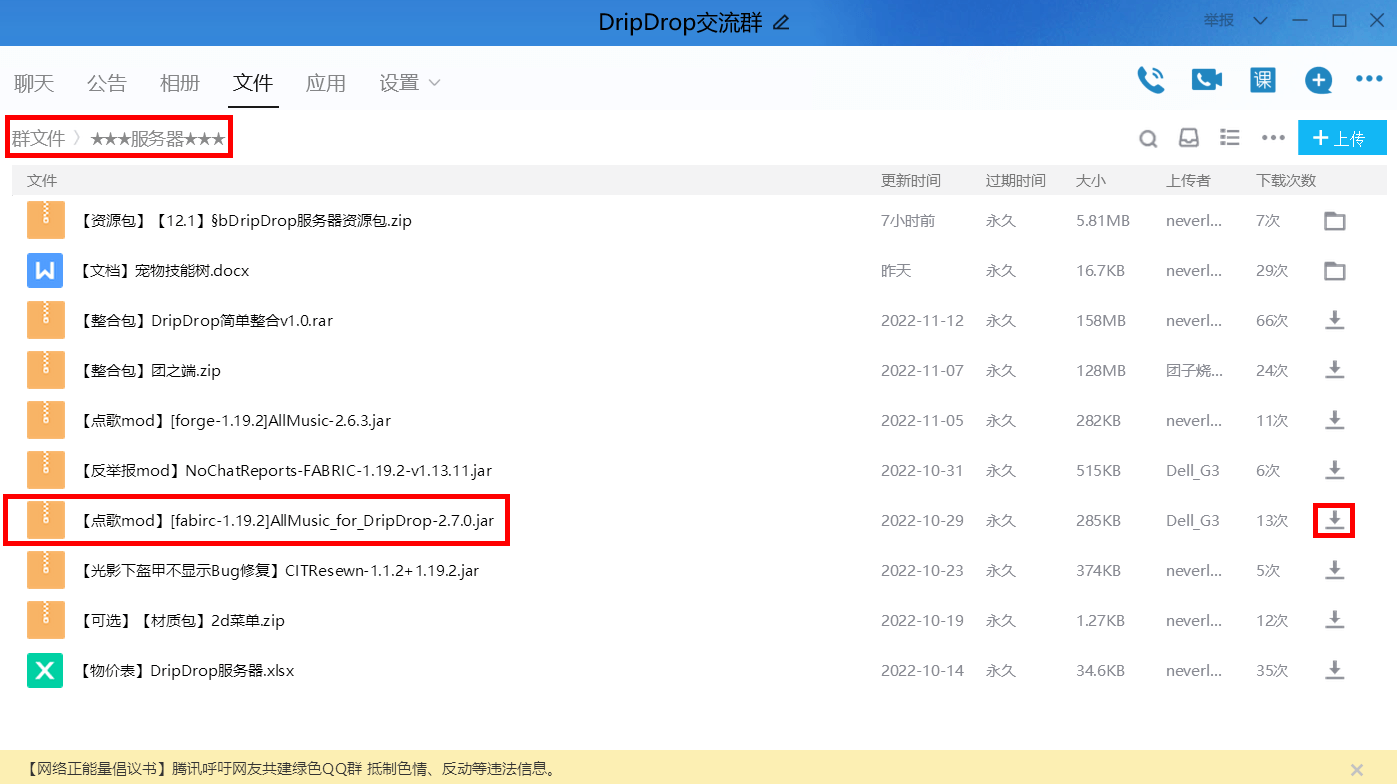 DripDrop交流群
举报
聊天 公告 相册 文件 应用 设置
课
群文件 〉★★★服务器★★★
+ 上传
文件 更新时间 过期时间 大小 上传者 下载次数
【资源包】【12.1】§bDripDrop服务器资源包.zip 7小时前 永久 5.81MB neverl... 7次
【文档】宠物技能树.docx 昨天 永久 16.7KB neverl... 29次
【整合包】DripDrop简单整合v1.0.rar 2022-11-12 永久 158MB neverl... 66次
【整合包】团之端.zip 2022-11-07 永久 128MB 团子烧... 24次
【点歌mod】[forge-1.19.2]AllMusic-2.6.3.jar 2022-11-05 永久 282KB neverl... 11次
【反举报mod】NoChatReports-FABRIC-1.19.2-v1.13.11.jar 2022-10-31 永久 515KB Dell_G3 6次
【点歌mod】[fabirc-1.19.2]AllMusic_for_DripDrop-2.7.0.jar 2022-10-29 永久 285KB Dell_G3 13次
【光影下盔甲不显示Bug修复】CITResewn-1.1.2+1.19.2.jar 2022-10-23 永久 374KB neverl... 5次
【可选】【材质包】2d菜单.zip 2022-10-19 永久 1.27KB neverl... 12次
【物价表】DripDrop服务器.xlsx 2022-10-14 永久 34.6KB neverl... 35次
【网络正能量倡议书】腾讯呼吁网友共建绿色QQ群 抵制色情、反动等违法信息。